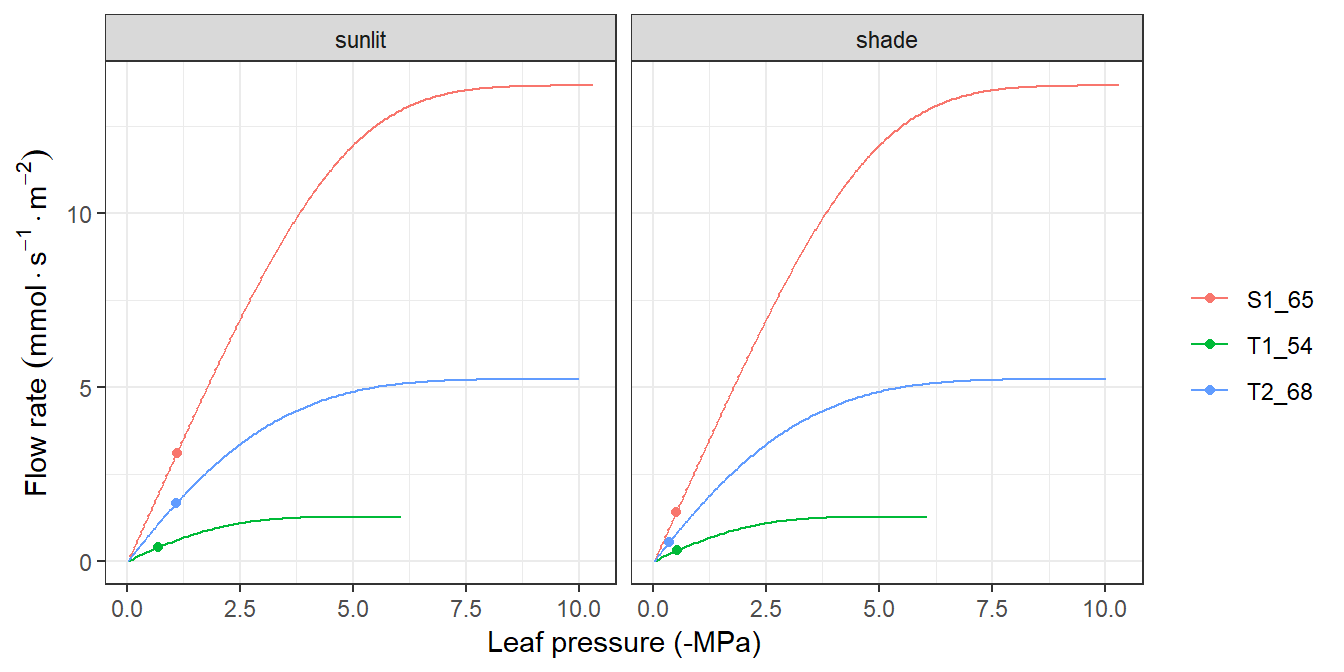 sunlit
shade
Flow rate (mmol · s⁻¹ · m⁻²)
10
5
0
0.0 2.5 5.0 7.5 10.0
0.0 2.5 5.0 7.5 10.0
Leaf pressure (-MPa)
S1_65
T1_54
T2_68